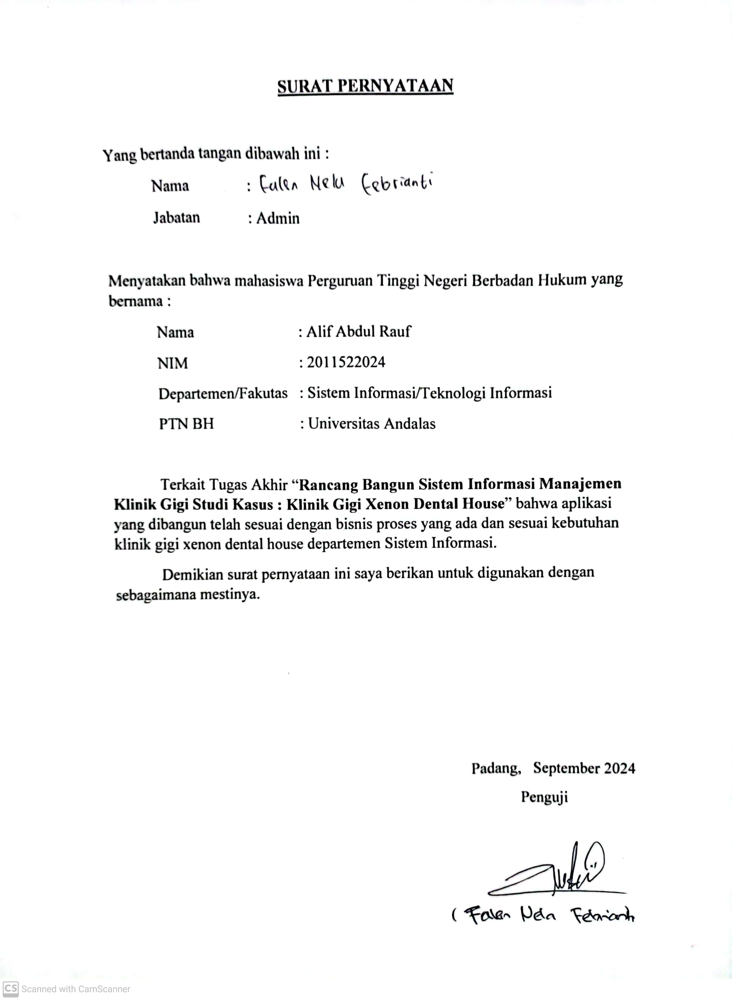 SURAT PERNYATAAN
Yang bertanda tangan dibawah ini :
Nama : Falen Nela Febrianti
Jabatan : Admin
Menyatakan bahwa mahasiswa Perguruan Tinggi Negeri Berbadan Hukum yang
bernama :
Nama : Alif Abdul Rauf
NIM : 2011522024
Departemen/Fakutas : Sistem Informasi/Teknologi Informasi
PTN BH : Universitas Andalas
Terkait Tugas Akhir “Rancang Bangun Sistem Informasi Manajemen
Klinik Gigi Studi Kasus : Klinik Gigi Xenon Dental House” bahwa aplikasi
yang dibangun telah sesuai dengan bisnis proses yang ada dan sesuai kebutuhan
klinik gigi xenon dental house departemen Sistem Informasi.
Demikian surat pernyataan ini saya berikan untuk digunakan dengan
sebagaimana mestinya.
Padang, September 2024
Penguji
( Falen Nela Febrianti
CS Scanned with CamScanner